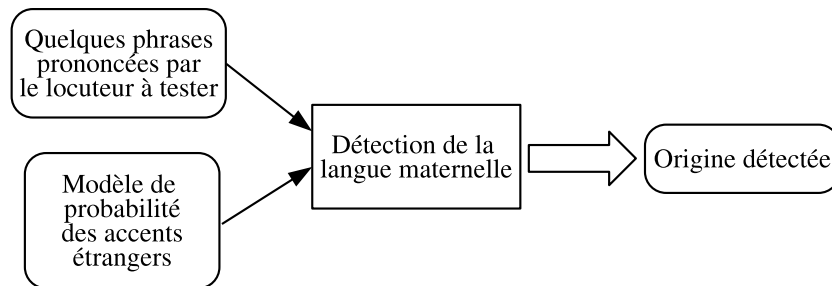 Quelques phrases
prononcées par
le locuteur à tester
Modèle de
probabilité
des accents
étrangers
Détection de la
langue maternelle
Origine détectée